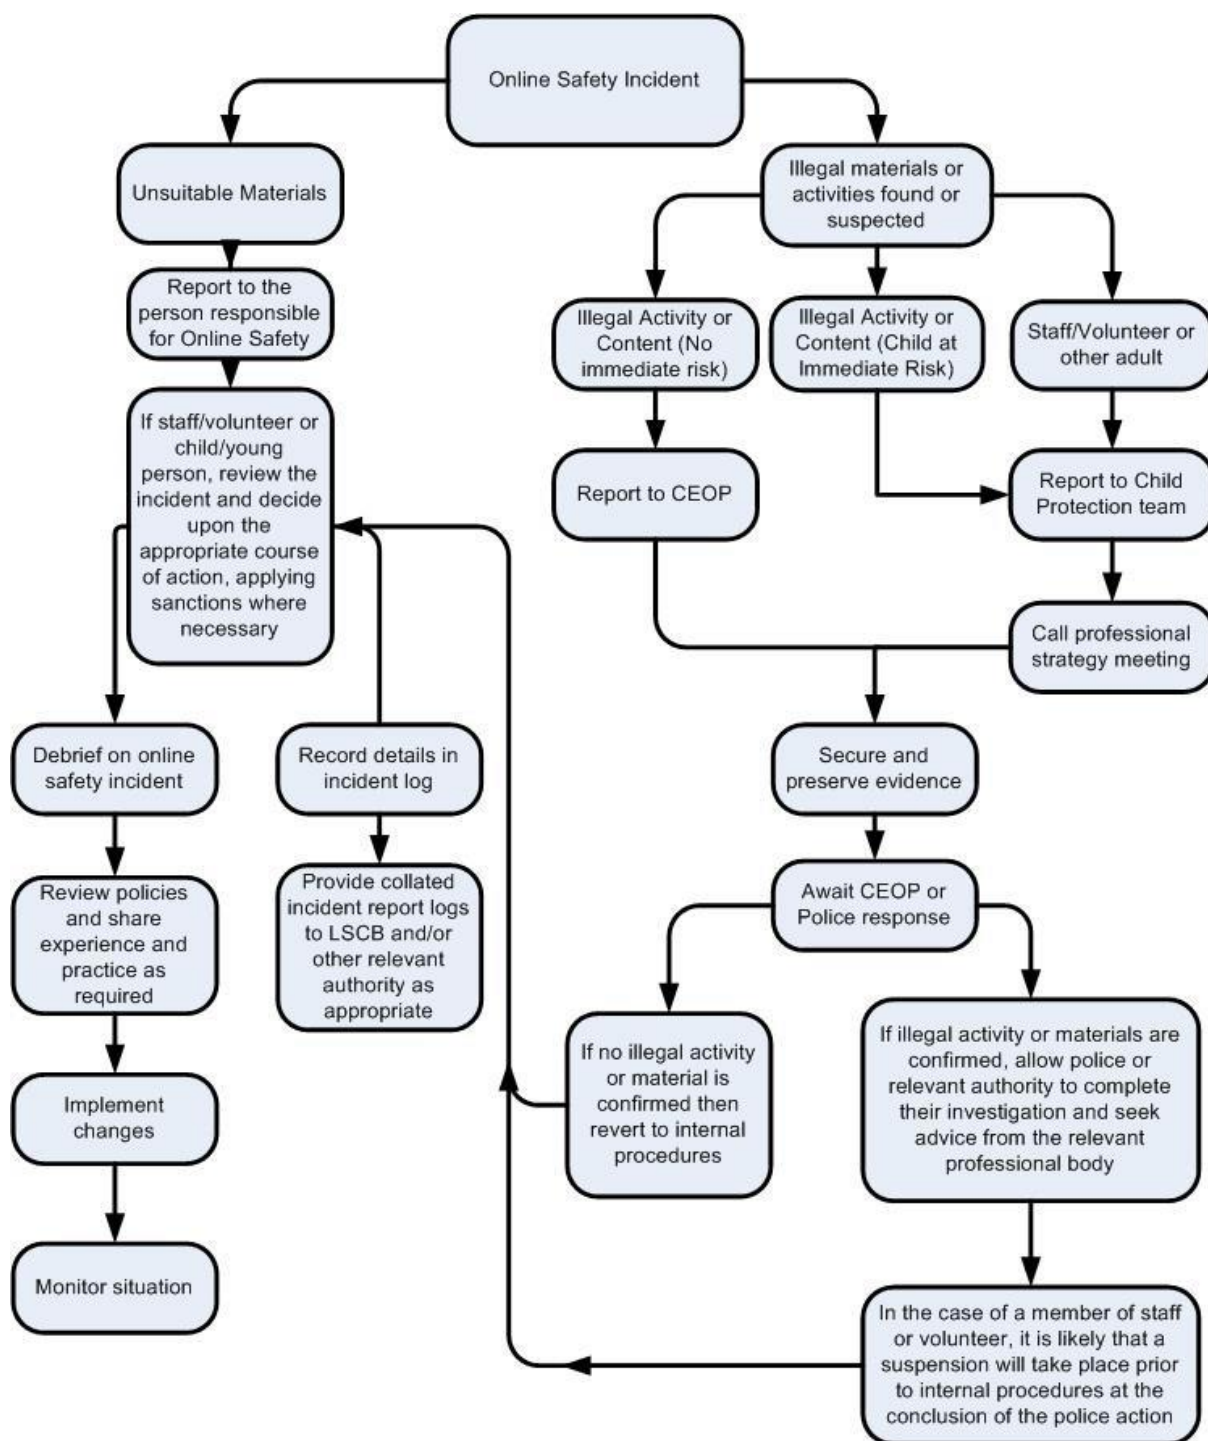 Online Safety Incident
Unsuitable Materials
Illegal materials or
activities found or
suspected
Report to the
person responsible
for Online Safety
Illegal Activity or
Content (No
immediate risk)
Illegal Activity or
Content (Child at
Immediate Risk)
Staff/Volunteer or
other adult
If staff/volunteer or
child/young
person, review the
incident and decide
upon the
appropriate course
of action, applying
sanctions where
necessary
Report to CEOP
Report to Child
Protection team
Call professional
strategy meeting
Debrief on online
safety incident
Record details in
incident log
Secure and
preserve evidence
Review policies
and share
experience and
practice as
required
Provide collated
incident report logs
to LSCB and/or
other relevant
authority as
appropriate
Await CEOP or
Police response
If no illegal activity
or material is
confirmed then
revert to internal
procedures
If illegal activity or materials are
confirmed, allow police or
relevant authority to complete
their investigation and seek
advice from the relevant
professional body
Implement
changes
Monitor situation
In the case of a member of staff
or volunteer, it is likely that a
suspension will take place prior
to internal procedures at the
conclusion of the police action